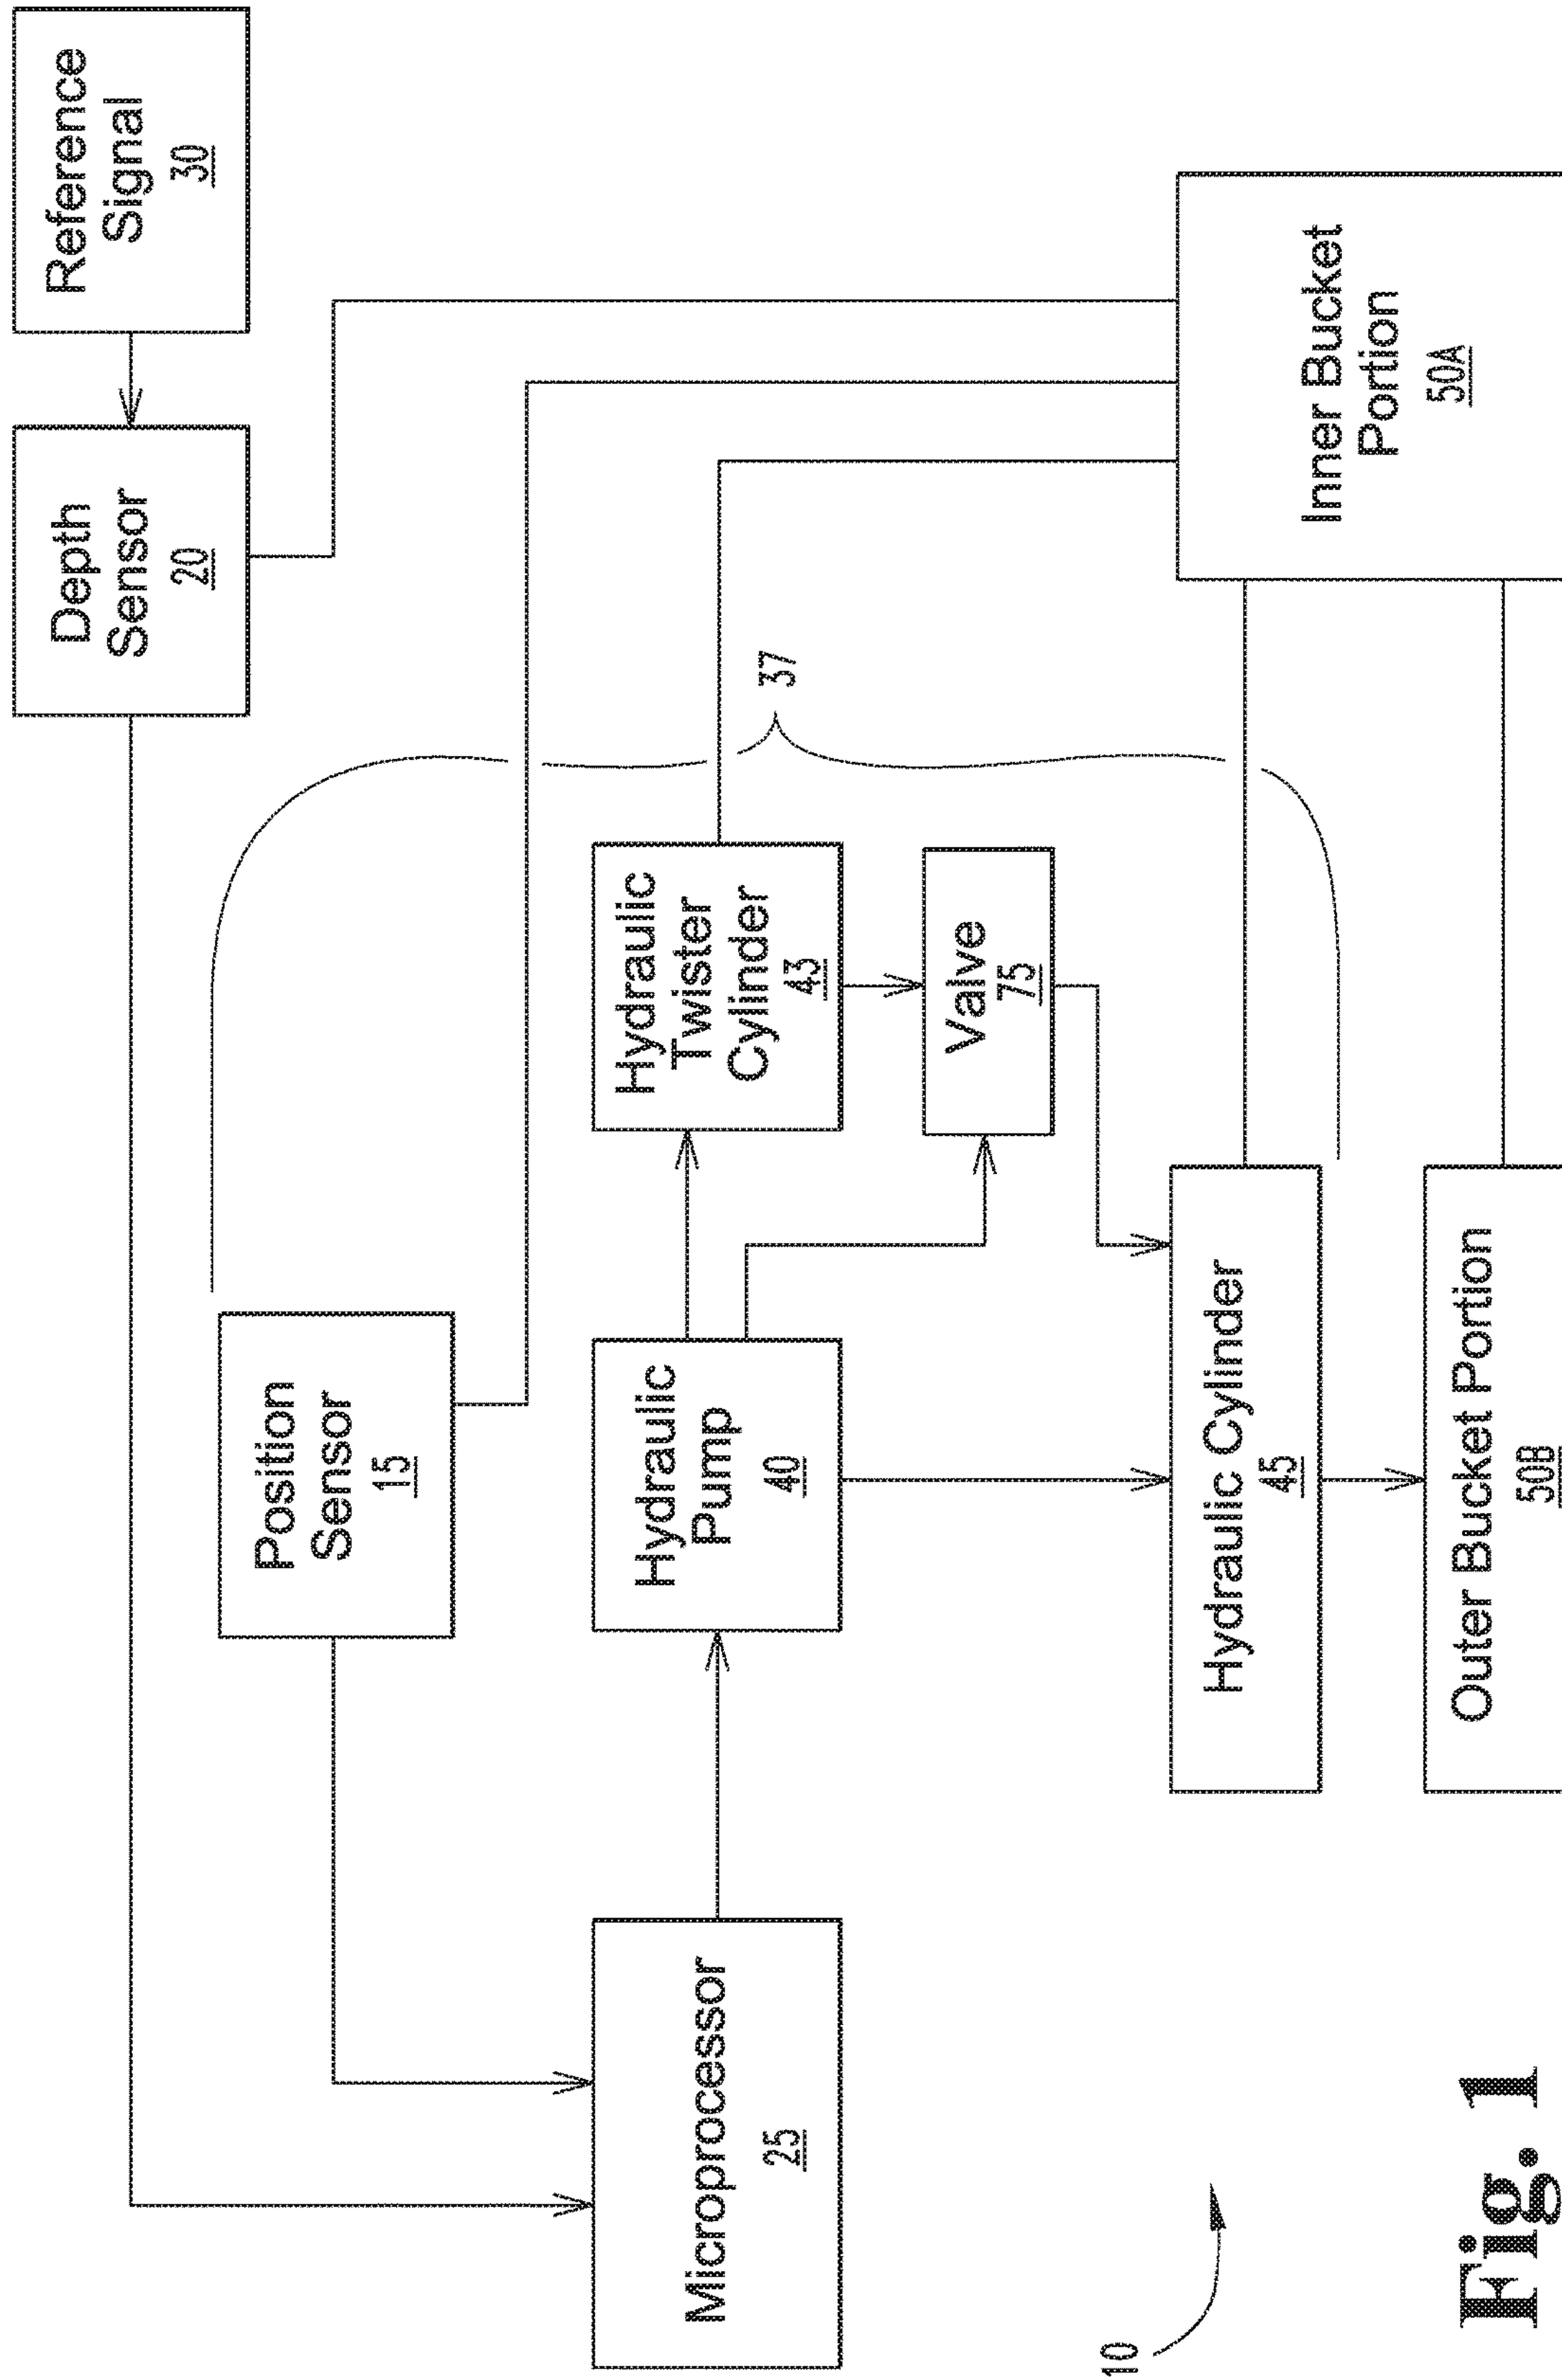 Reference
Signal
30
Depth
Sensor
20
Position
Sensor
15
37
Microprocessor
25
Hydraulic
Pump
40
Hydraulic
Twister
Cylinder
43
Valve
75
Hydraulic Cylinder
45
Inner Bucket
Portion
50A
Outer Bucket Portion
50B
10
Fig. 1